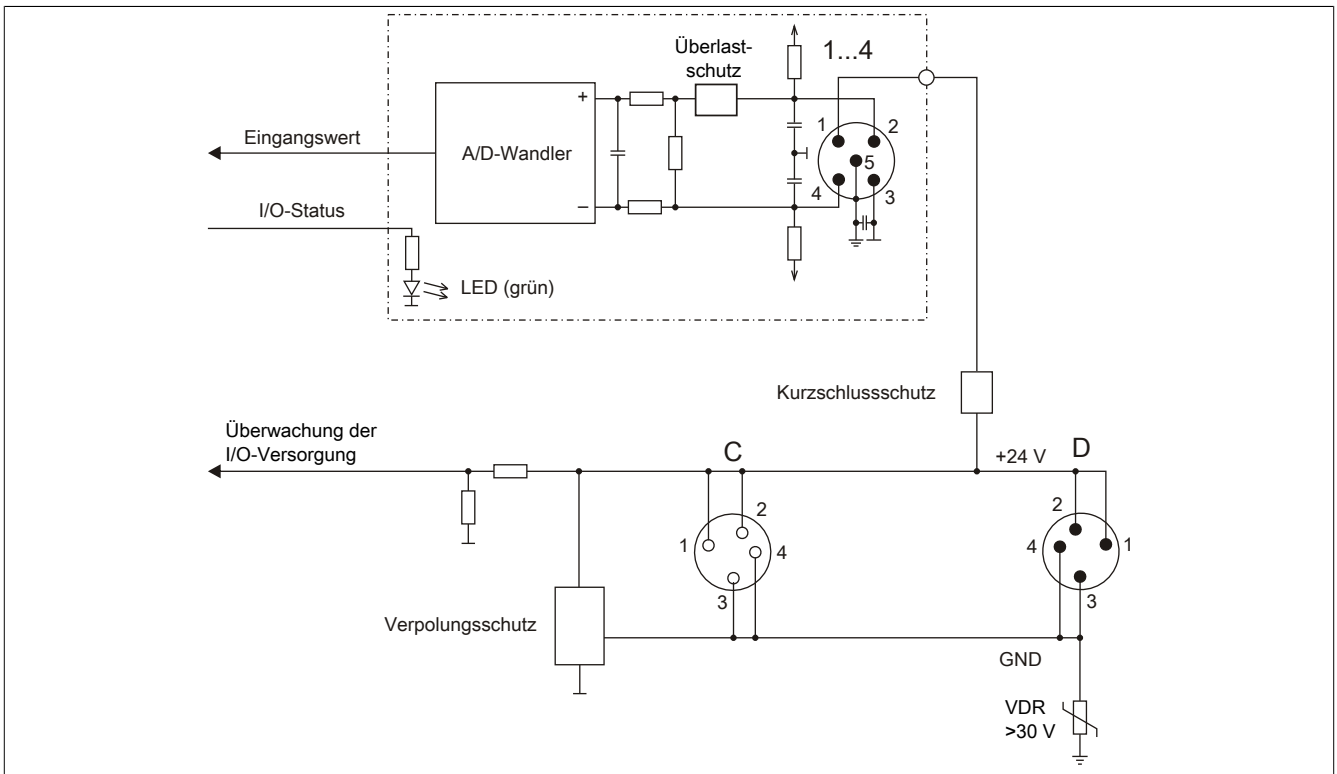 Überlast-
schutz
1...4
+
1
2
Eingangswert
A/D-Wandler
5
4
3
–
I/O-Status
LED (grün)
Kurzschlussschutz
Überwachung der
I/O-Versorgung
C
+24 V
D
2
2
1
4
4
1
3
3
Verpolungsschutz
GND
VDR
>30 V